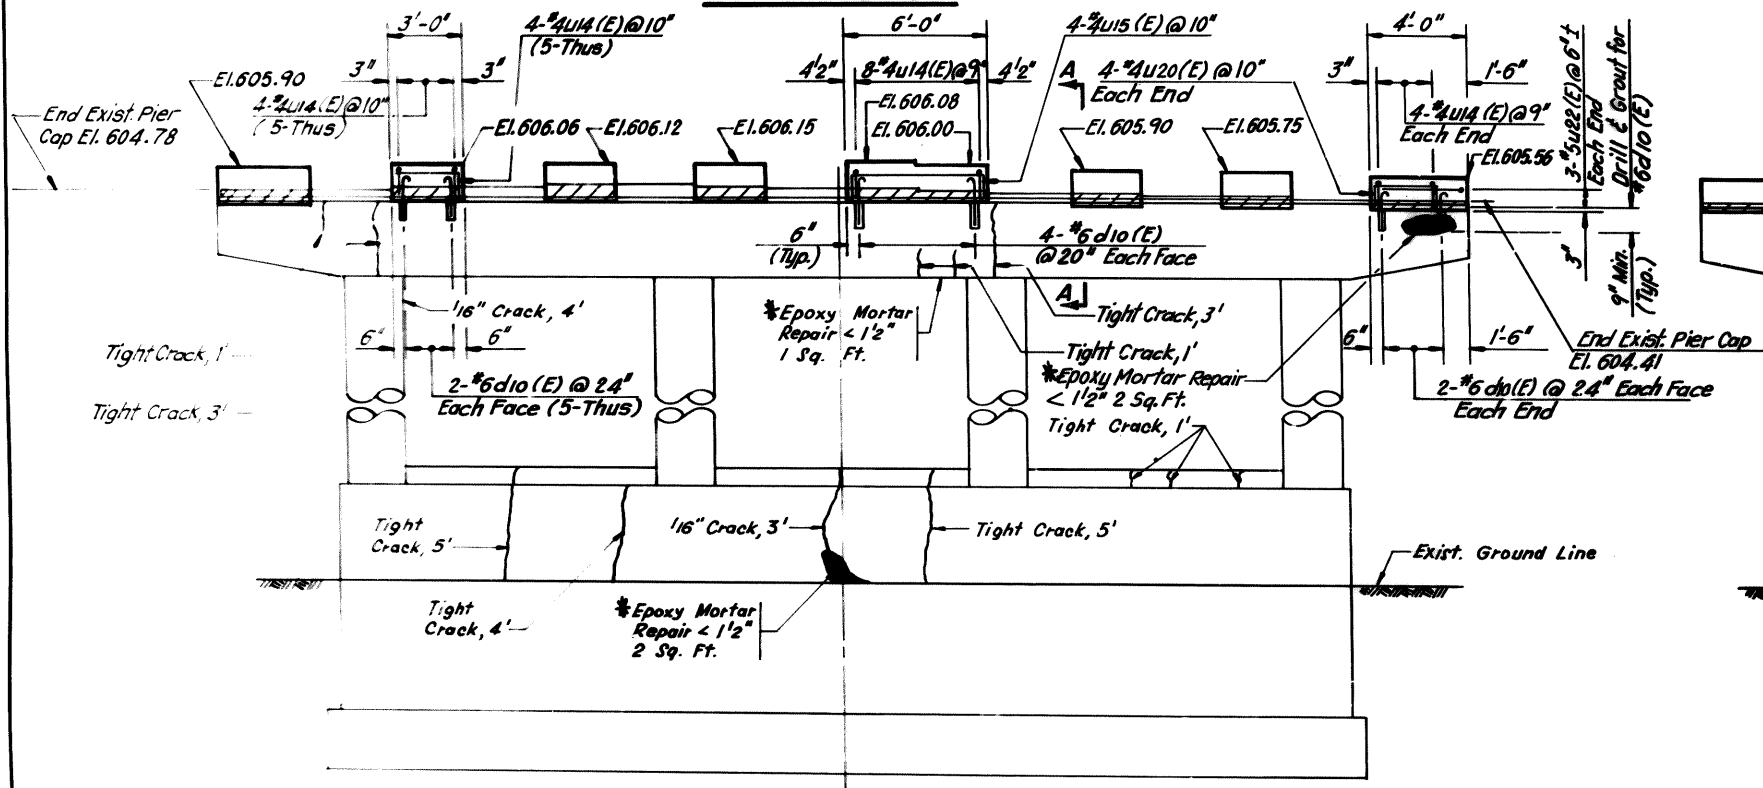 3'-0"
4-#4u14(E)@10"
(5-Thus)
6'-0"
4-#4u15(E)@10"
4'-0"
3-#5u22(E)@6"±
Each End
Drill & Grout for
#6d10(E)
El.605.90
3"
3"
4-#4u14(E)@10"
(5-Thus)
4½"
8-#4u14(E)@9"
4½"
A
4-#4u20(E)@10"
Each End
3"
1'-6"
4-#4u14(E)@9"
Each End
End Exist Pier
Cap El. 604.78
El.606.06
El.606.12
El.606.15
El.606.08
El.606.00
El.605.90
El.605.75
El.605.56
6"
(Typ.)
4-#6d10(E)
@20" Each Face
3"
9" Min.
(Typ.)
1/16" Crack, 4'
*Epoxy Mortar
Repair < 1½"
1 Sq. Ft.
A
Tight Crack, 3'
6"
6"
Tight Crack, 1'
Tight Crack, 1'
6"
1'-6"
End Exist. Pier Cap
El. 604.41
2-#6d10(E) @ 24"
Each Face (5-Thus)
*Epoxy Mortar Repair
< 1½" 2 Sq. Ft.
2-#6d10(E) @ 24" Each Face
Each End
Tight Crack, 3'
Tight Crack, 1'
Tight
Crack, 5'
1/16" Crack, 3'
Tight Crack, 5'
Exist. Ground Line
Tight
Crack, 4'
*Epoxy Mortar
Repair < 1½"
2 Sq. Ft.